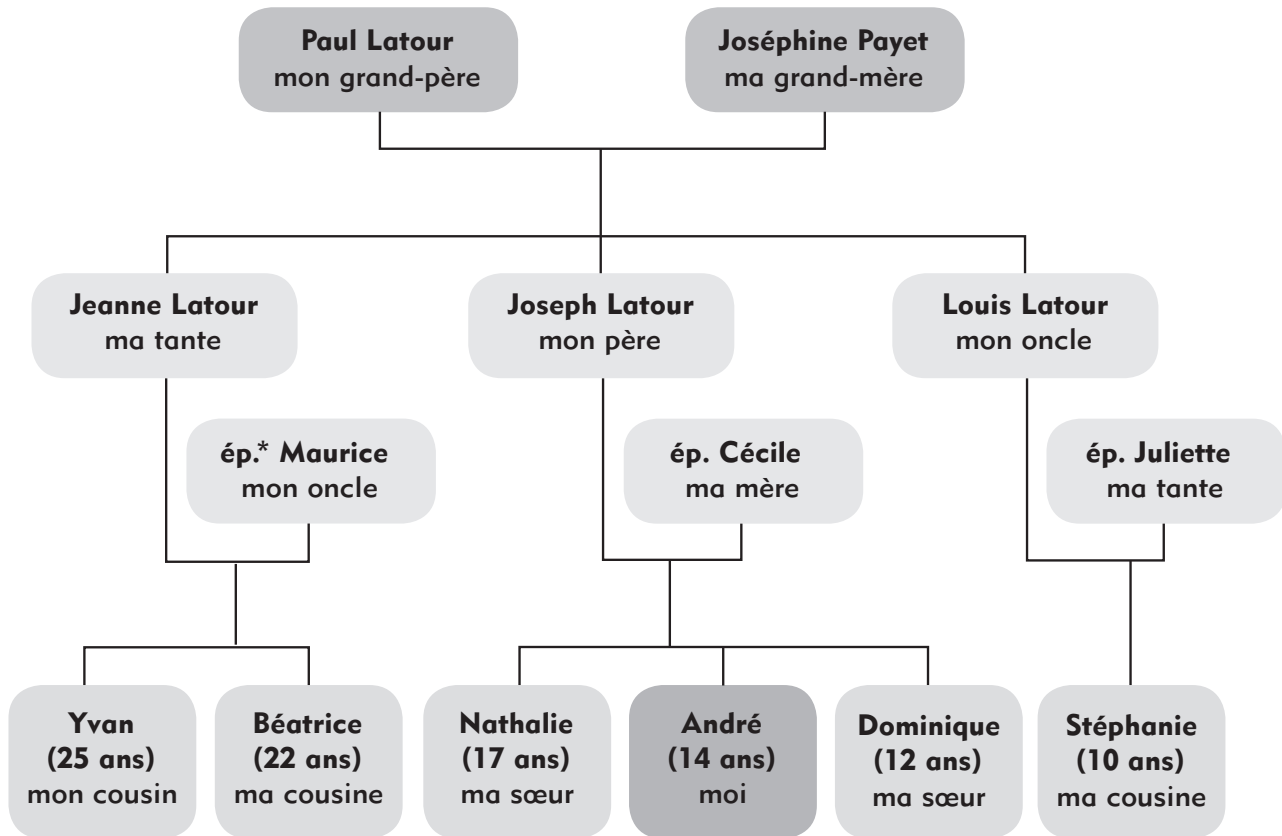 Paul Latour
mon grand-père
Joséphine Payet
ma grand-mère
Jeanne Latour
ma tante
Joseph Latour
mon père
Louis Latour
mon oncle
ép.* Maurice
mon oncle
ép. Cécile
ma mère
ép. Juliette
ma tante
Yvan
(25 ans)
mon cousin
Béatrice
(22 ans)
ma cousine
Nathalie
(17 ans)
ma sœur
André
(14 ans)
moi
Dominique
(12 ans)
ma sœur
Stéphanie
(10 ans)
ma cousine